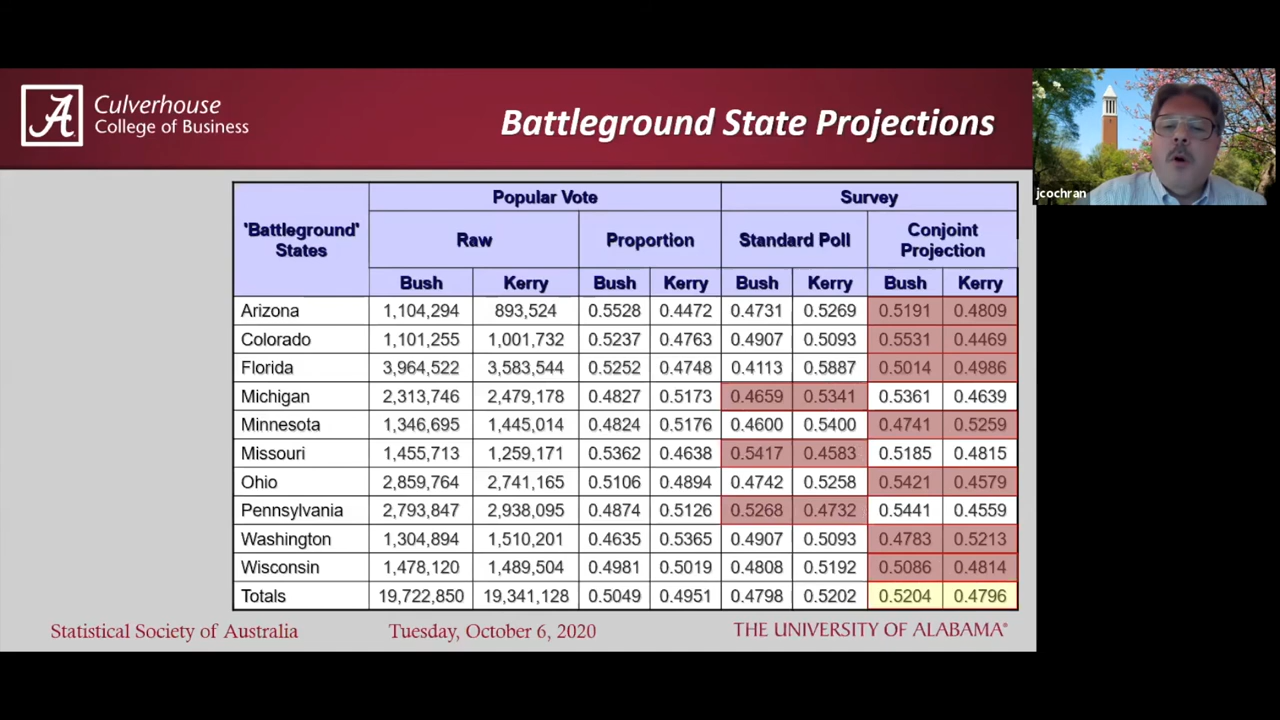 Culverhouse
College of Business
Battleground State Projections
jcochran
'Battleground' States Popular Vote Survey
Raw Proportion Standard Poll Conjoint Projection
Bush Kerry Bush Kerry Bush Kerry Bush Kerry
Arizona 1,104,294 893,524 0.5528 0.4472 0.4731 0.5269 0.5191 0.4809
Colorado 1,101,255 1,001,732 0.5237 0.4763 0.4907 0.5093 0.5531 0.4469
Florida 3,964,522 3,583,544 0.5252 0.4748 0.4113 0.5887 0.5014 0.4986
Michigan 2,313,746 2,479,178 0.4827 0.5173 0.4659 0.5341 0.5361 0.4639
Minnesota 1,346,695 1,445,014 0.4824 0.5176 0.4600 0.5400 0.4741 0.5259
Missouri 1,455,713 1,259,171 0.5362 0.4638 0.5417 0.4583 0.5185 0.4815
Ohio 2,859,764 2,741,165 0.5106 0.4894 0.4742 0.5258 0.5421 0.4579
Pennsylvania 2,793,847 2,938,095 0.4874 0.5126 0.5268 0.4732 0.5441 0.4559
Washington 1,304,894 1,510,201 0.4635 0.5365 0.4907 0.5093 0.4783 0.5213
Wisconsin 1,478,120 1,489,504 0.4981 0.5019 0.4808 0.5192 0.5086 0.4814
Totals 19,722,850 19,341,128 0.5049 0.4951 0.4798 0.5202 0.5204 0.4796
Statistical Society of Australia Tuesday, October 6, 2020 THE UNIVERSITY OF ALABAMA®